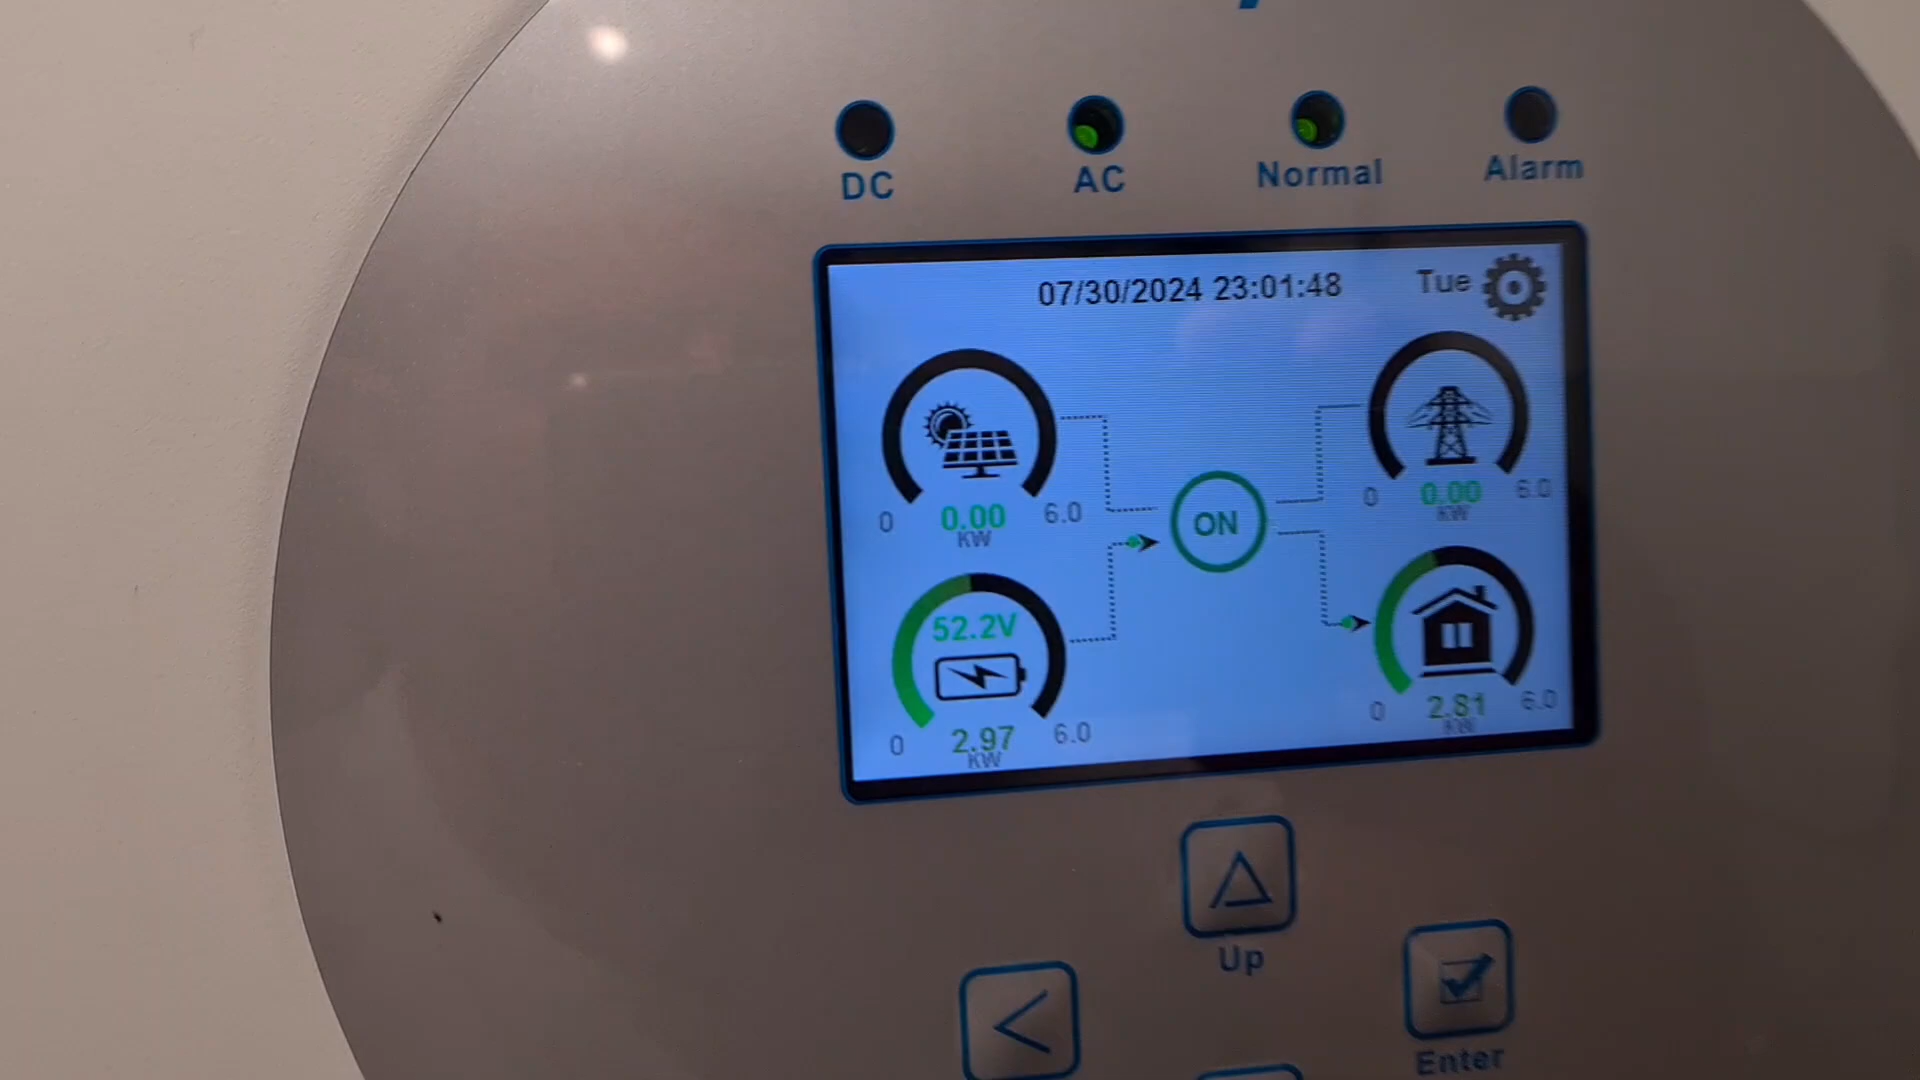 DC
AC
Normal
Alarm
07/30/2024 23:01:48
Tue
0
0.00
KW
6.0
0
0.00
KW
6.0
ON
52.2V
0
2.97
KW
6.0
0
2.81
KW
6.0
Up
Enter